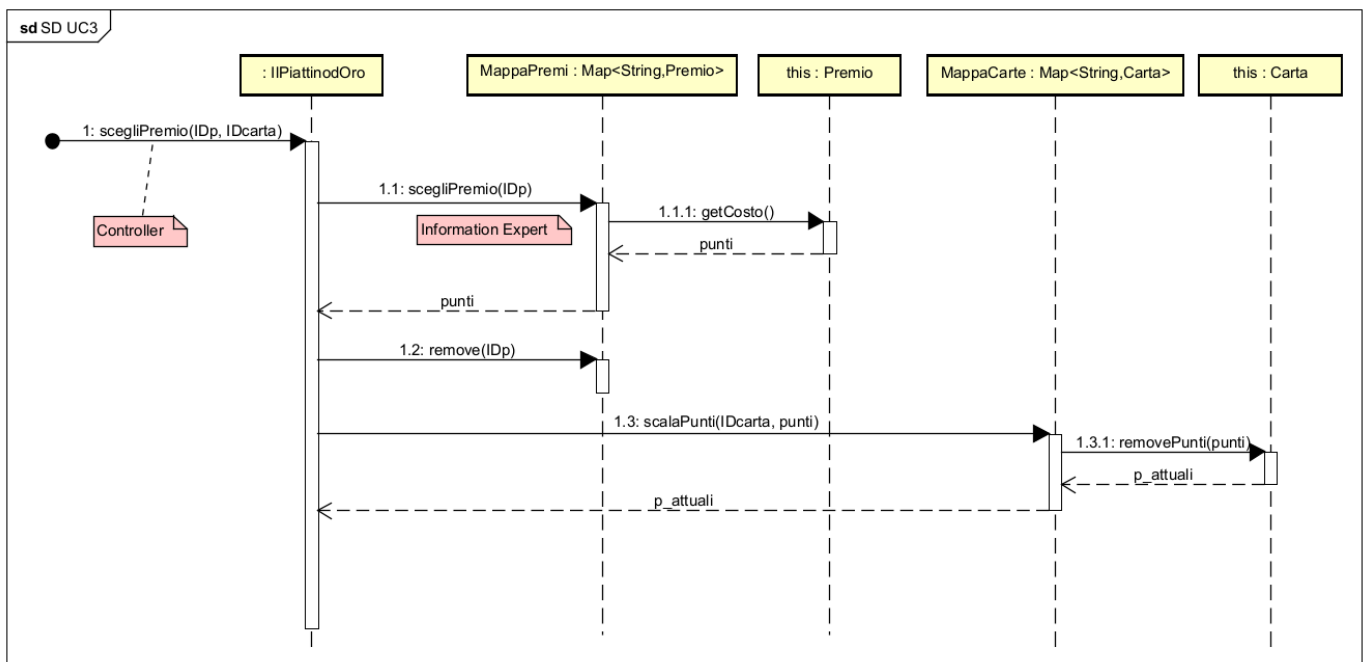 sd SD UC3
: IlPiattinodOro
MappaPremi : Map<String,Premio>
this : Premio
MappaCarte : Map<String,Carta>
this : Carta
1: scegliPremio(IDp, IDcarta)
1.1: scegliPremio(IDp)
1.1.1: getCosto()
Controller
Information Expert
punti
punti
1.2: remove(IDp)
1.3: scalaPunti(IDcarta, punti)
1.3.1: removePunti(punti)
p_attuali
p_attuali